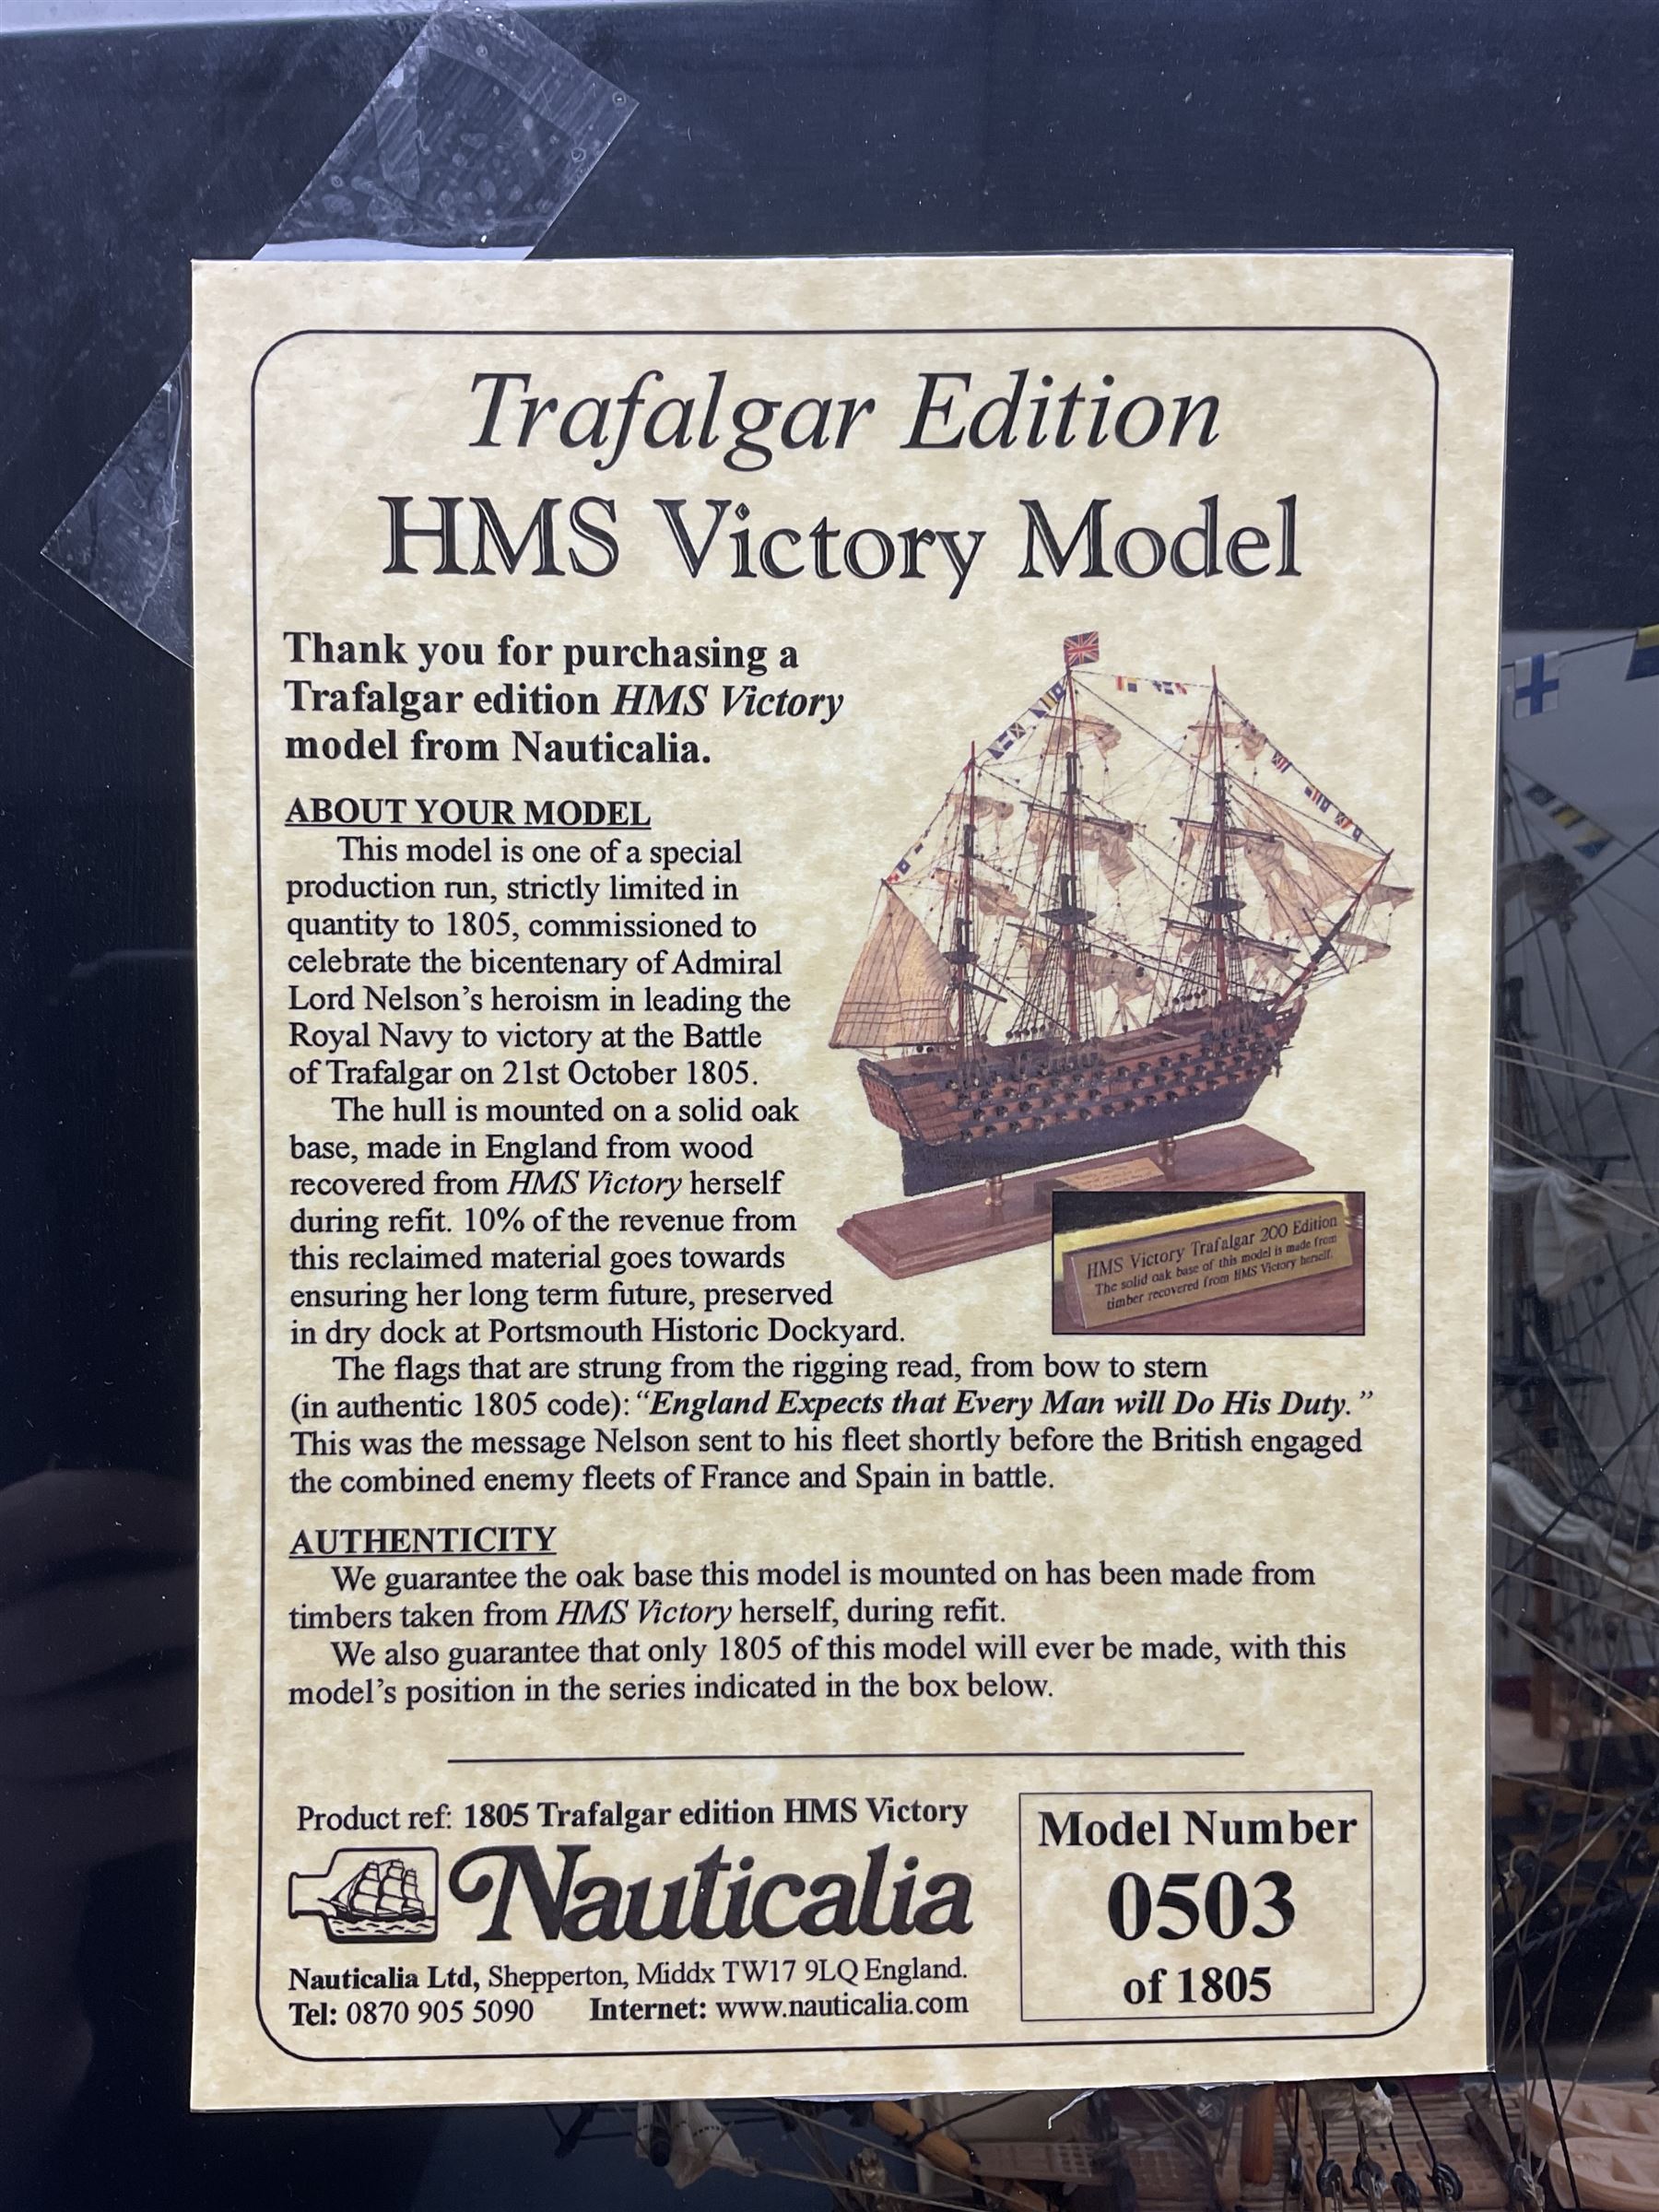 Trafalgar Edition
HMS Victory Model
Thank you for purchasing a
Trafalgar edition HMS Victory
model from Nauticalia.
ABOUT YOUR MODEL
This model is one of a special
production run, strictly limited in
quantity to 1805, commissioned to
celebrate the bicentenary of Admiral
Lord Nelson's heroism in leading the
Royal Navy to victory at the Battle
of Trafalgar on 21st October 1805.
The hull is mounted on a solid oak
base, made in England from wood
recovered from HMS Victory herself
during refit. 10% of the revenue from
this reclaimed material goes towards
ensuring her long term future, preserved
in dry dock at Portsmouth Historic Dockyard.
HMS Victory Trafalgar 200 Edition
The solid oak base of this model is made from
timber recovered from HMS Victory herself.
The flags that are strung from the rigging read, from bow to stern
(in authentic 1805 code): “England Expects that Every Man will Do His Duty.”
This was the message Nelson sent to his fleet shortly before the British engaged
the combined enemy fleets of France and Spain in battle.
AUTHENTICITY
We guarantee the oak base this model is mounted on has been made from
timbers taken from HMS Victory herself, during refit.
We also guarantee that only 1805 of this model will ever be made, with this
model's position in the series indicated in the box below.
Product ref: 1805 Trafalgar edition HMS Victory
Nauticalia
Nauticalia Ltd, Shepperton, Middx TW17 9LQ England.
Tel: 0870 905 5090 Internet: www.nauticalia.com
Model Number
0503
of 1805